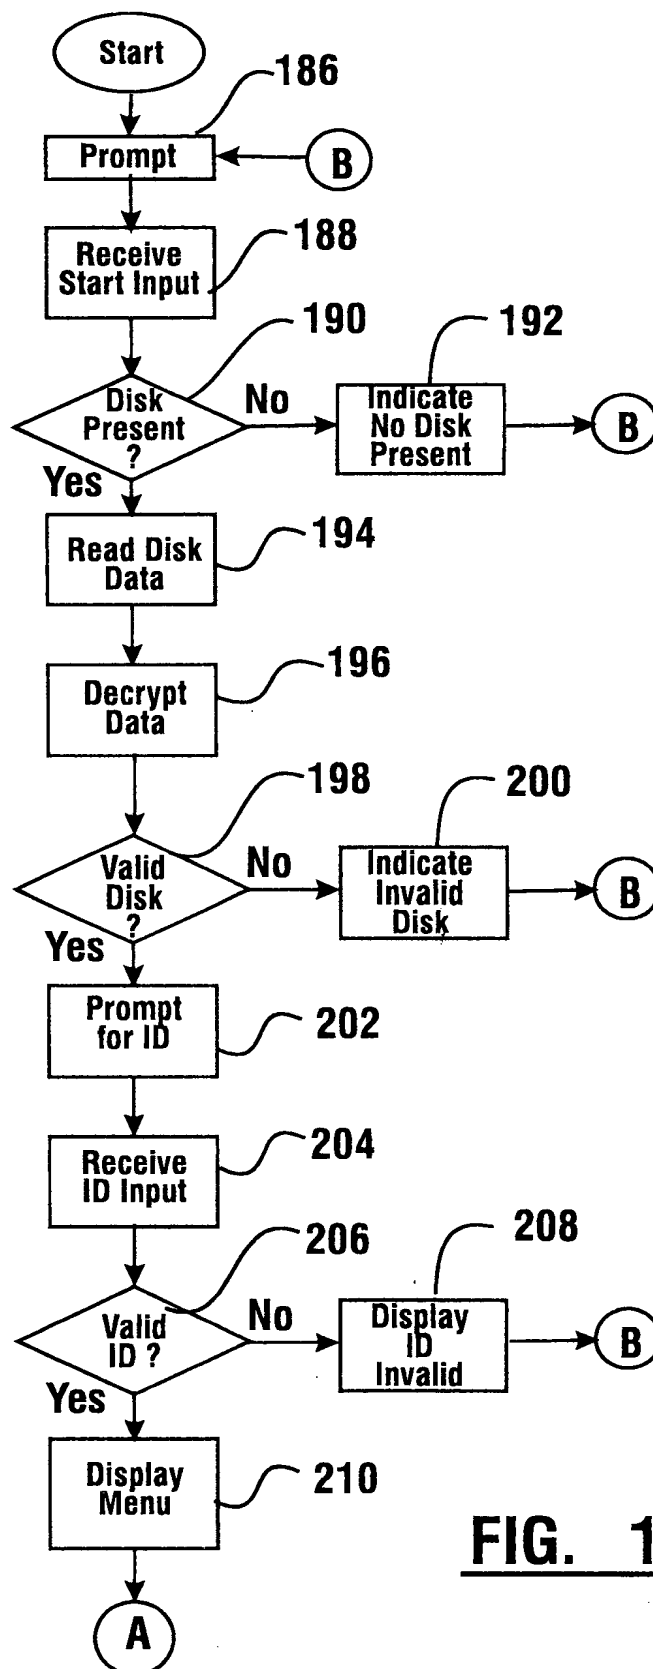 Start
186
Prompt
B
Receive
Start Input
188
190
192
Disk
Present
?
No
Indicate
No Disk
Present
B
Yes
Read Disk
Data
194
Decrypt
Data
196
198
200
Valid
Disk
?
No
Indicate
Invalid
Disk
B
Yes
Prompt
for ID
202
Receive
ID Input
204
206
208
Valid
ID ?
No
Display
ID
Invalid
B
Yes
Display
Menu
210
FIG. 1
A